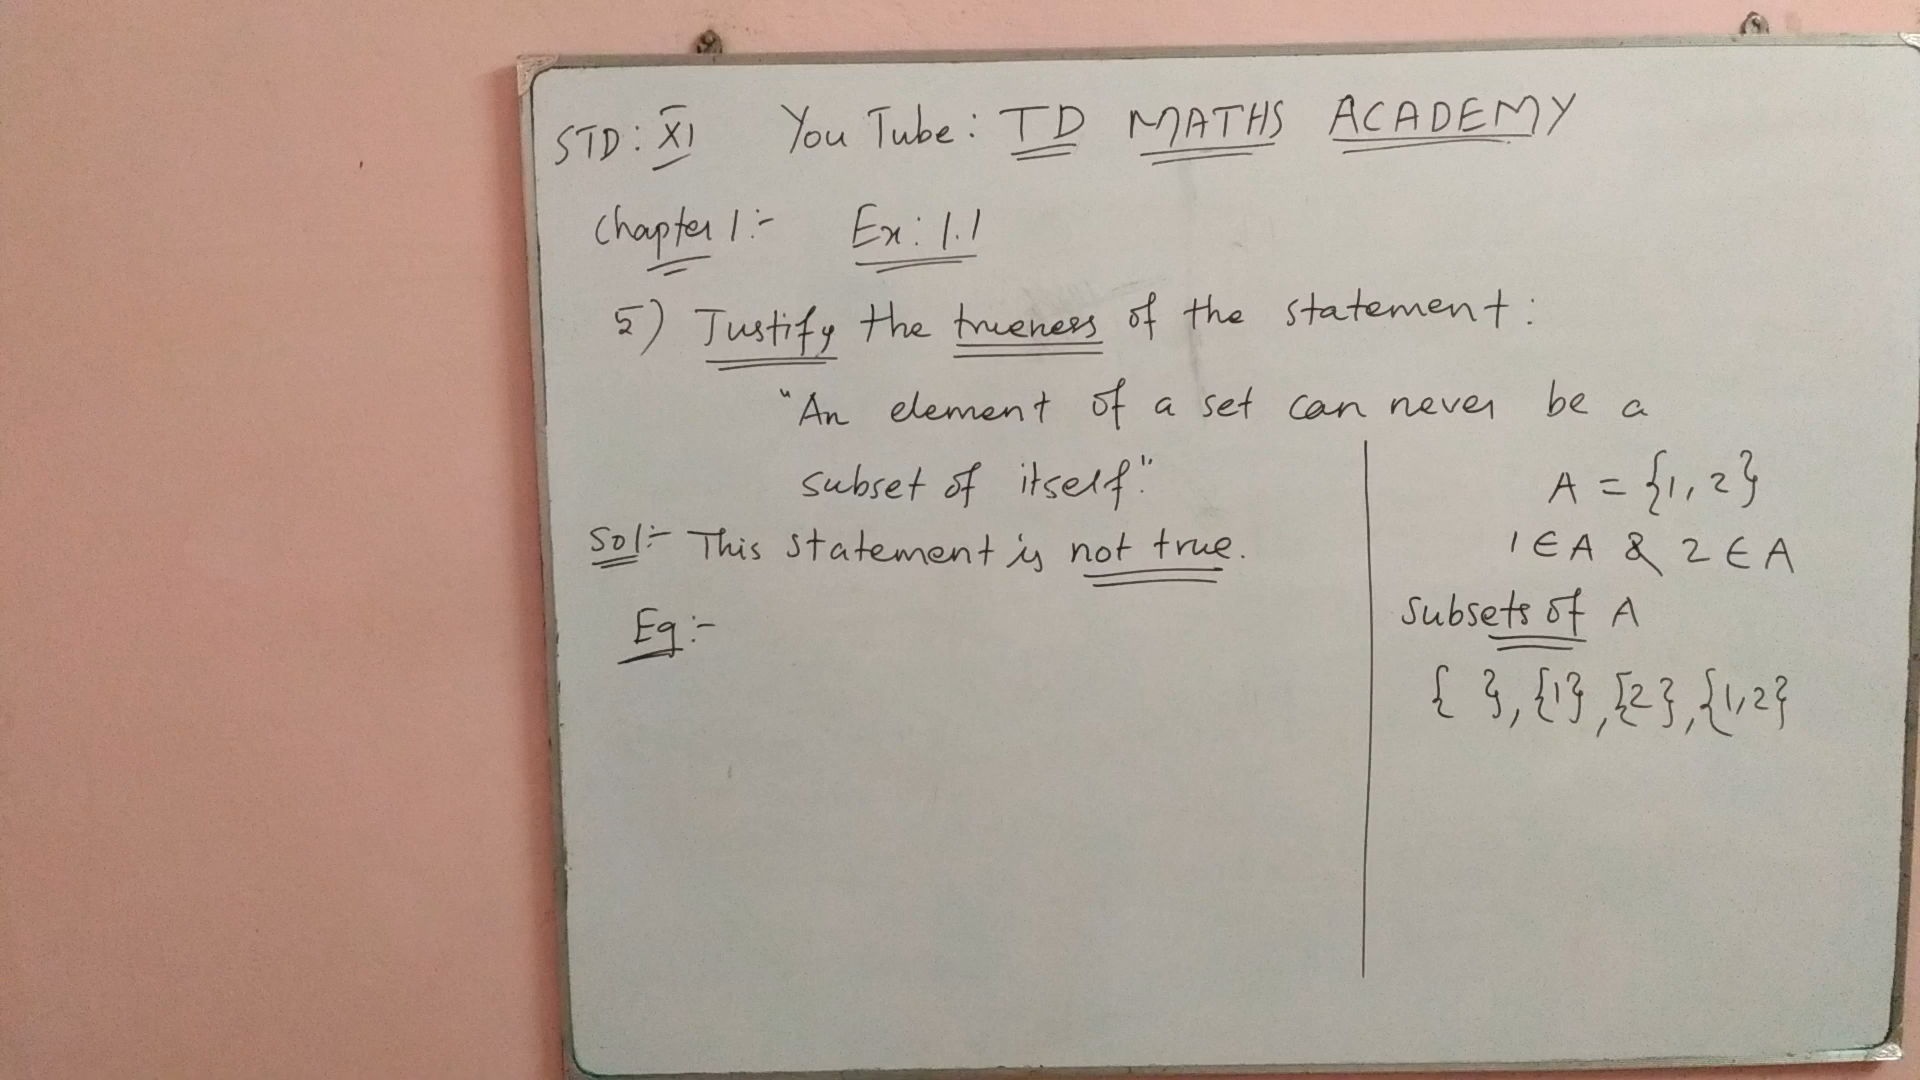 STD: XI YouTube: TD MATHS ACADEMY
Chapter 1:- Ex: 1.1
5) Justify the trueness of the statement:
"An element of a set can never be a
subset of itself."
Sol:- This statement is not true.
Eg:-
A = {1, 2}
1 ∈ A & 2 ∈ A
Subsets of A
{ }, {1}, {2}, {1,2}